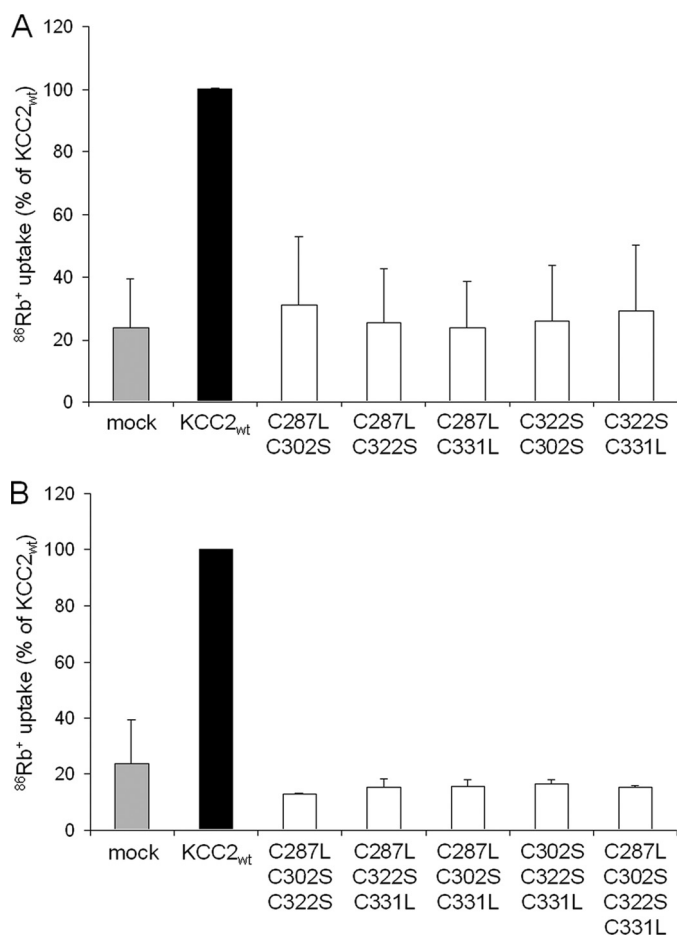 A
120
100
80
60
40
20
0
⁸⁶Rb⁺ uptake (% of KCC2wt)
mock KCC2wt C287L C287L C287L C322S C322S
C302S C322S C331L C302S C331L
B
120
100
80
60
40
20
0
⁸⁶Rb⁺ uptake (% of KCC2wt)
mock KCC2wt C287L C287L C287L C302S C287L
C302S C322S C302S C322S C302S
C322S C331L C331L C331L C322S
C331L